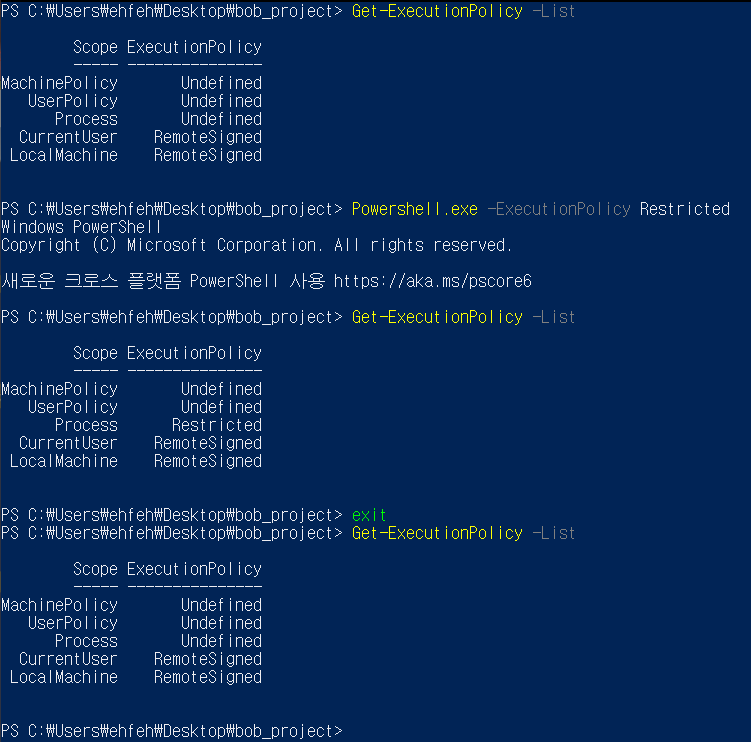 PS C:₩Users₩ehfeh₩Desktop₩bob_project> Get-ExecutionPolicy -List
Scope ExecutionPolicy
----- ---------------
MachinePolicy Undefined
UserPolicy Undefined
Process Undefined
CurrentUser RemoteSigned
LocalMachine RemoteSigned
PS C:₩Users₩ehfeh₩Desktop₩bob_project> Powershell.exe -ExecutionPolicy Restricted
Windows PowerShell
Copyright (C) Microsoft Corporation. All rights reserved.
새로운 크로스 플랫폼 PowerShell 사용 https://aka.ms/pscore6
PS C:₩Users₩ehfeh₩Desktop₩bob_project> Get-ExecutionPolicy -List
Scope ExecutionPolicy
----- ---------------
MachinePolicy Undefined
UserPolicy Undefined
Process Restricted
CurrentUser RemoteSigned
LocalMachine RemoteSigned
PS C:₩Users₩ehfeh₩Desktop₩bob_project> exit
PS C:₩Users₩ehfeh₩Desktop₩bob_project> Get-ExecutionPolicy -List
Scope ExecutionPolicy
----- ---------------
MachinePolicy Undefined
UserPolicy Undefined
Process Undefined
CurrentUser RemoteSigned
LocalMachine RemoteSigned
PS C:₩Users₩ehfeh₩Desktop₩bob_project>